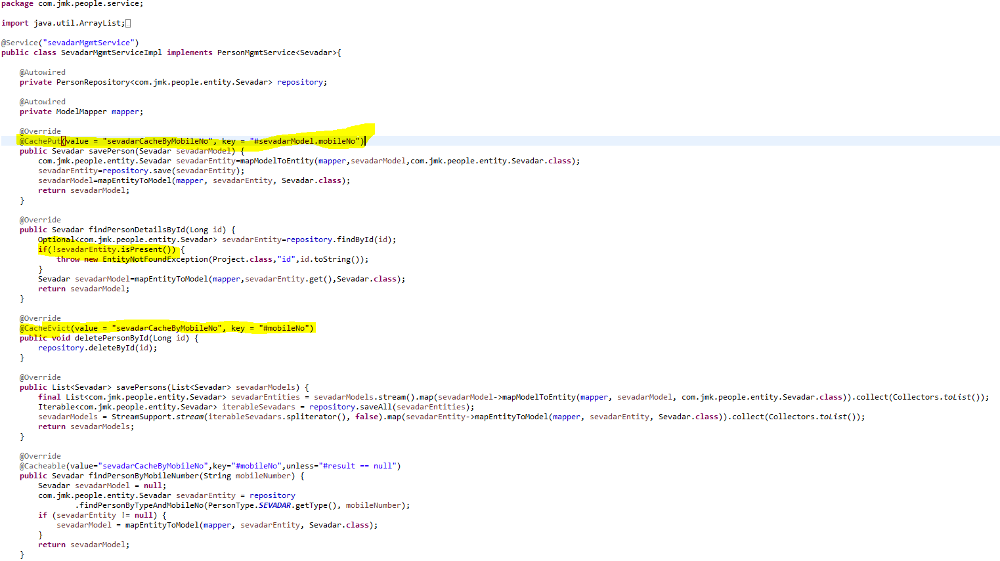 package com.jmk.people.service;
import java.util.ArrayList;
@Service("sevadarMgmtService")
public class SevadarMgmtServiceImpl implements PersonMgmtService<Sevadar>{
@Autowired
private PersonRepository<com.jmk.people.entity.Sevadar> repository;
@Autowired
private ModelMapper mapper;
@Override
@CachePut(value = "sevadarCacheByMobileNo", key = "#sevadarModel.mobileNo")
public Sevadar savePerson(Sevadar sevadarModel) {
com.jmk.people.entity.Sevadar sevadarEntity=mapModelToEntity(mapper,sevadarModel,com.jmk.people.entity.Sevadar.class);
sevadarEntity=repository.save(sevadarEntity);
sevadarModel=mapEntityToModel(mapper, sevadarEntity, Sevadar.class);
return sevadarModel;
}
@Override
public Sevadar findPersonDetailsById(Long id) {
Optional<com.jmk.people.entity.Sevadar> sevadarEntity=repository.findById(id);
if(!sevadarEntity.isPresent()) {
throw new EntityNotFoundException(Project.class,"id",id.toString());
}
Sevadar sevadarModel=mapEntityToModel(mapper,sevadarEntity.get(),Sevadar.class);
return sevadarModel;
}
@Override
@CacheEvict(value = "sevadarCacheByMobileNo", key = "#mobileNo")
public void deletePersonById(Long id) {
repository.deleteById(id);
}
@Override
public List<Sevadar> savePersons(List<Sevadar> sevadarModels) {
final List<com.jmk.people.entity.Sevadar> sevadarEntities = sevadarModels.stream().map(sevadarModel->mapModelToEntity(mapper, sevadarModel, com.jmk.people.entity.Sevadar.class)).collect(Collectors.toList());
Iterable<com.jmk.people.entity.Sevadar> iterableSevadars = repository.saveAll(sevadarEntities);
sevadarModels = StreamSupport.stream(iterableSevadars.spliterator(), false).map(sevadarEntity->mapEntityToModel(mapper, sevadarEntity, Sevadar.class)).collect(Collectors.toList());
return sevadarModels;
}
@Override
@Cacheable(value="sevadarCacheByMobileNo",key="#mobileNo",unless="#result == null")
public Sevadar findPersonByMobileNumber(String mobileNumber) {
Sevadar sevadarModel = null;
com.jmk.people.entity.Sevadar sevadarEntity = repository
.findPersonByTypeAndMobileNo(PersonType.SEVADAR.getType(), mobileNumber);
if (sevadarEntity != null) {
sevadarModel = mapEntityToModel(mapper, sevadarEntity, Sevadar.class);
}
return sevadarModel;
}